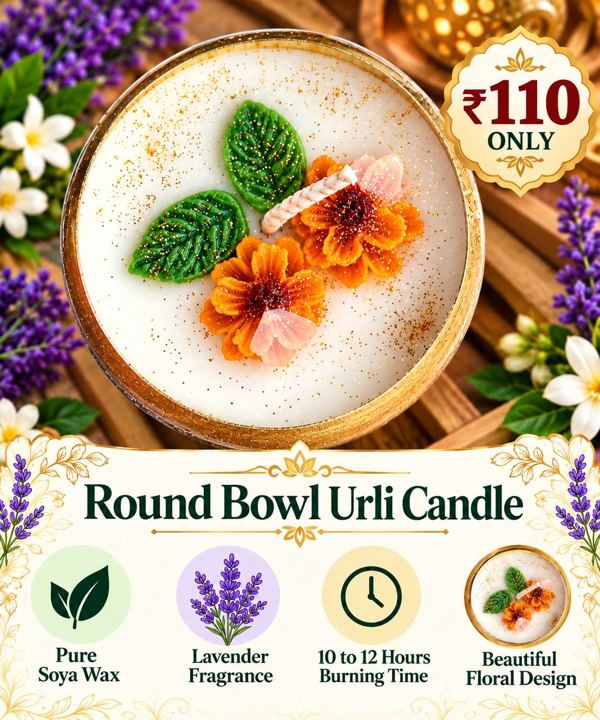 ₹110
ONLY
Round Bowl Urli Candle
Pure
Soya Wax
Lavender
Fragrance
10 to 12 Hours
Burning Time
Beautiful
Floral Design